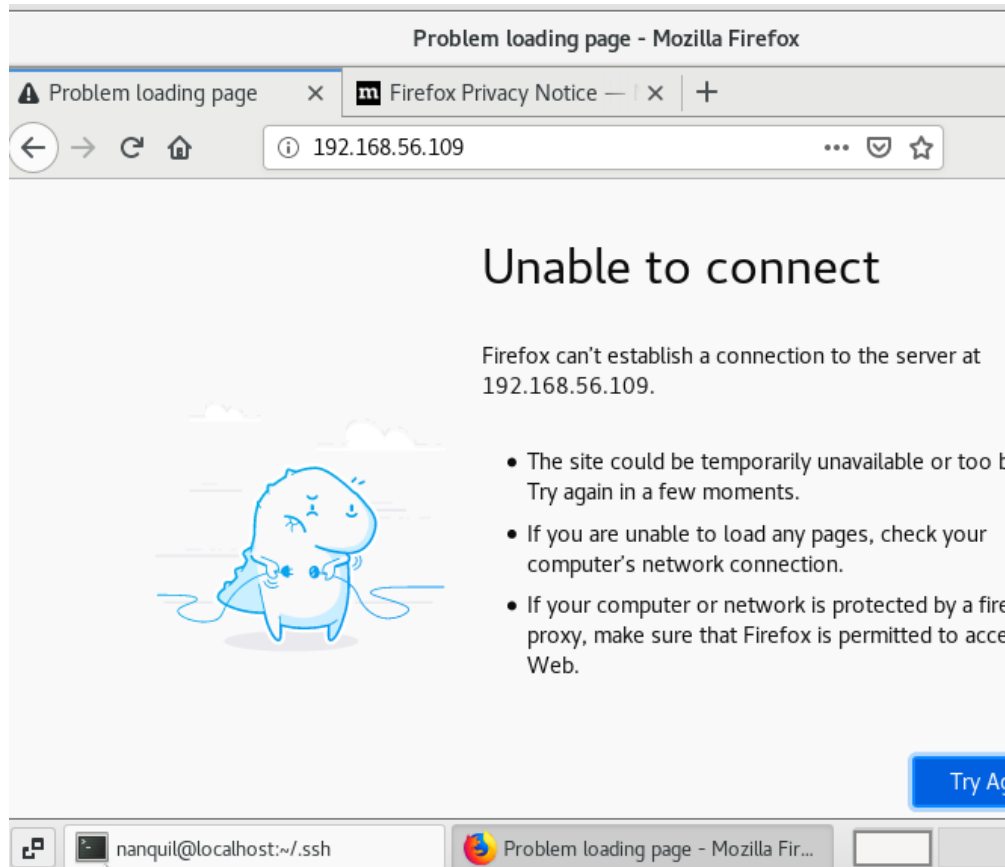 Problem loading page - Mozilla Firefox
Problem loading page
m Firefox Privacy Notice —
192.168.56.109
Unable to connect
Firefox can't establish a connection to the server at
192.168.56.109.
• The site could be temporarily unavailable or too
Try again in a few moments.
• If you are unable to load any pages, check your
computer's network connection.
• If your computer or network is protected by a
proxy, make sure that Firefox is permitted to
Web.
Try
nanquil@localhost:~/.ssh
Problem loading page - Mozilla Fir...